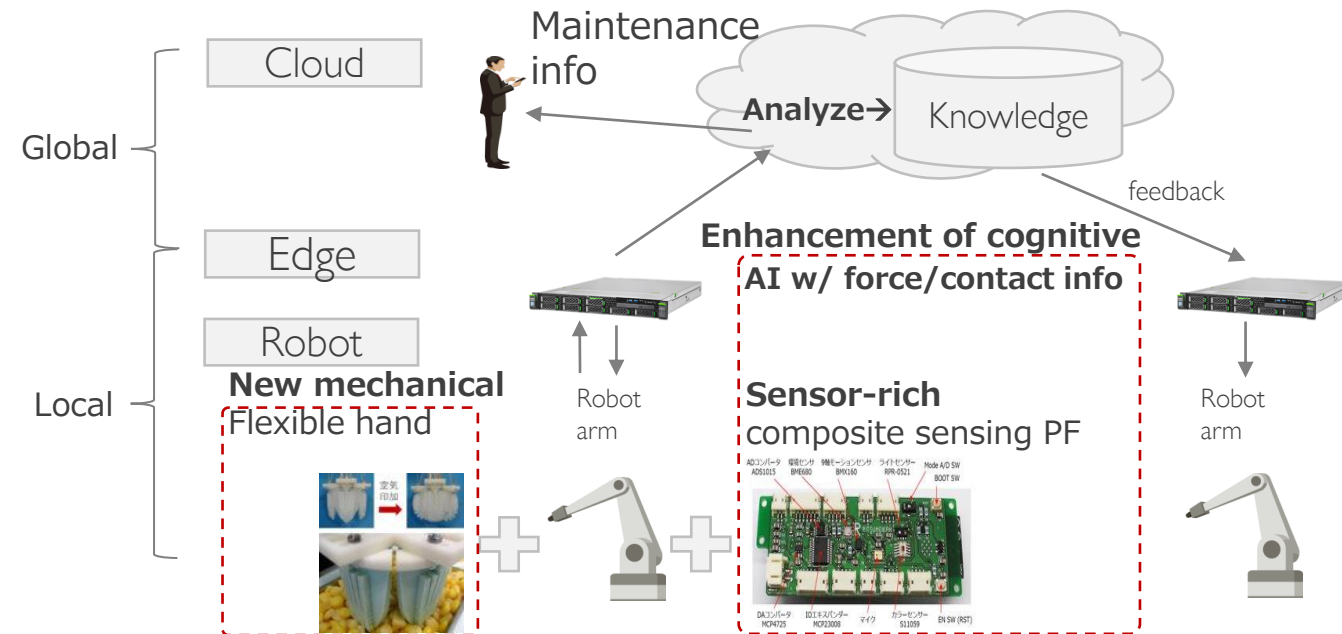 Maintenance
info
Cloud
Analyze→
Knowledge
Global
feedback
Enhancement of cognitive
AI w/ force/contact info
Edge
Robot
New mechanical
Flexible hand
Local
Robot
arm
Sensor-rich
composite sensing PF
Robot
arm
空気
印加
ADコンバータ
ADS1015
環境センサ
BME680
9軸モーションセンサ
BMX160
ライトセンサー
RPR-0521
Mode A/D SW
BOOT SW
DAコンバータ
MCP4725
IOエキスパンダー
MCP23008
マイク
カラーセンサー
S11059
EN SW (RST)